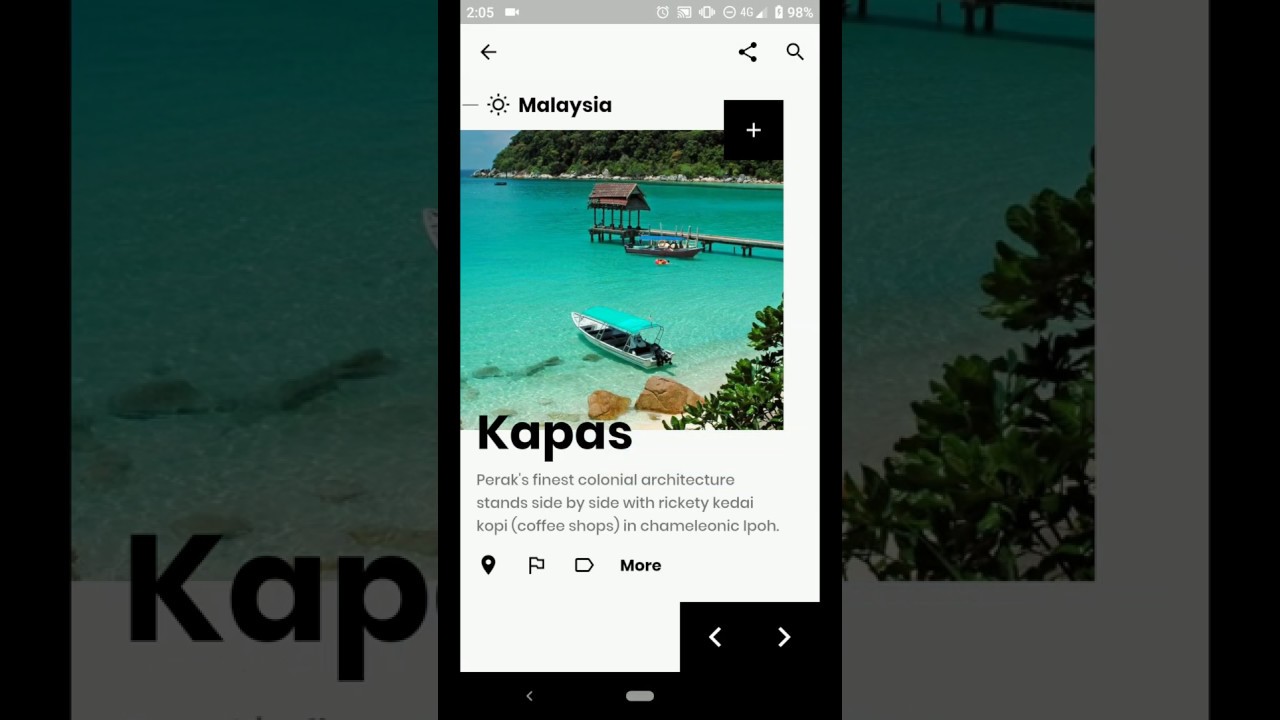 2:05 4G 98%
Malaysia
+
Kapas
Perak's finest colonial architecture
stands side by side with rickety kedai
kopi (coffee shops) in chameleonic Ipoh.
More
Kap